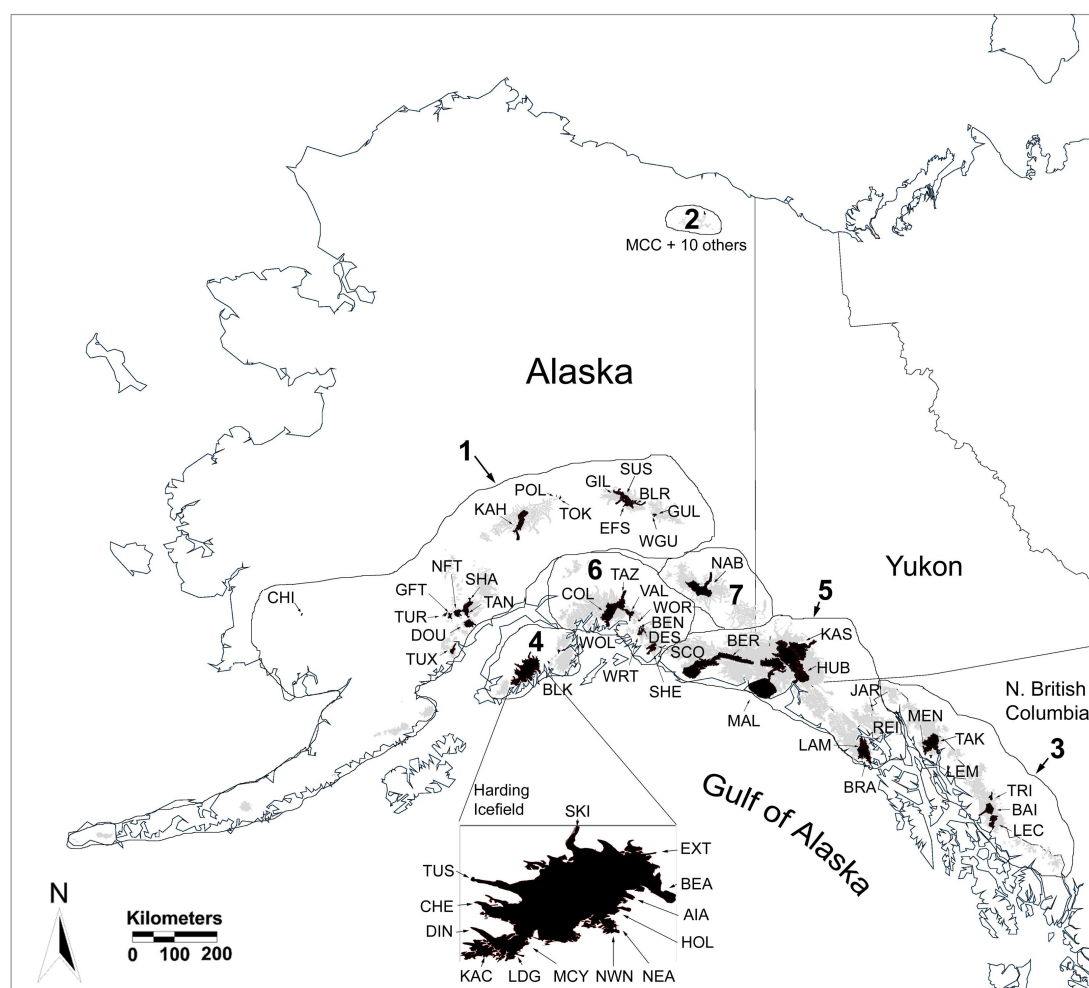 2
MCC + 10 others
Alaska
1
SUS
GIL
BLR
POL
KAH
TOK
GUL
EFS
WGU
NFT
SHA
GFT
TAN
CHI
TUR
DOU
TUX
6
TAZ
COL
VAL
WOR
BEN
DES
SCO
WOL
WRT
SHE
4
BLK
NAB
7
Yukon
5
BER
KAS
HUB
MAL
JAR
REI
LAM
BRA
MEN
TAK
LEM
N. British
Columbia
3
TRI
BAI
LEC
Gulf of Alaska
Harding
Icefield
SKI
EXT
TUS
BEA
CHE
AIA
DIN
HOL
KAC
LDG
MCY
NWN
NEA
N
Kilometers
0 100 200